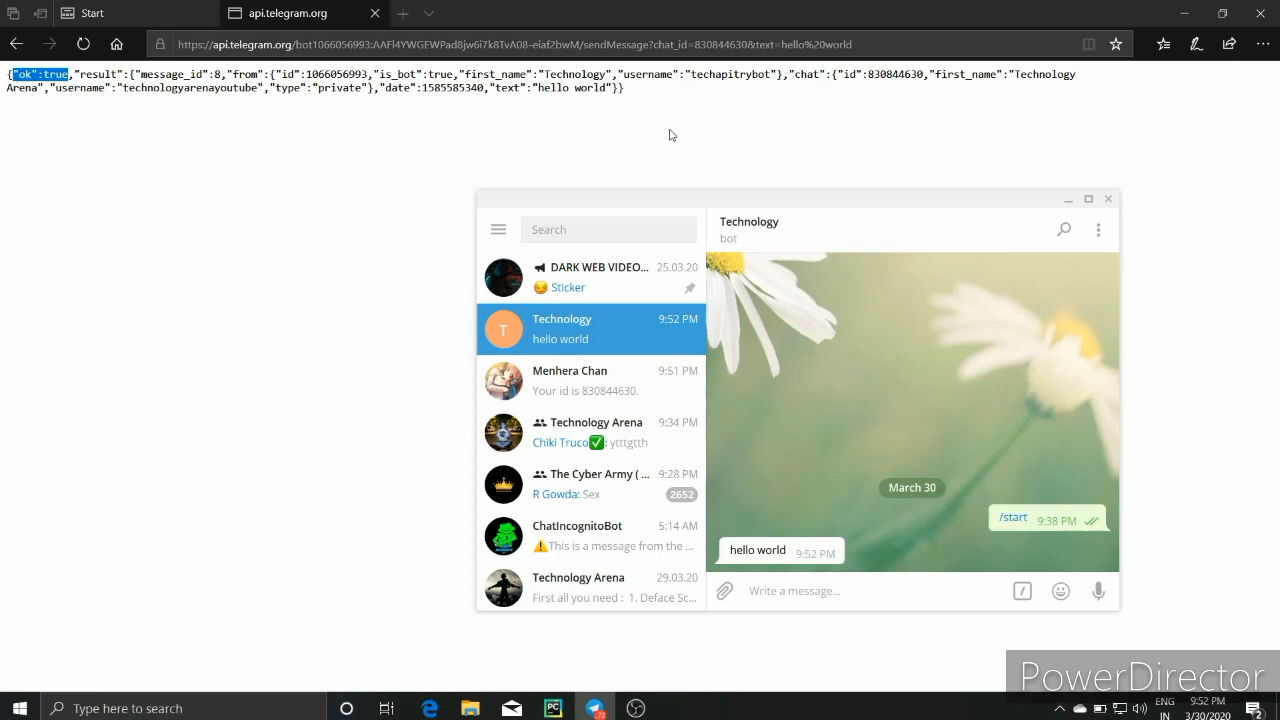 Start
api.telegram.org
https://api.telegram.org/bot1066056993:AAFl4YWGEWPad8jw6i7k8TvA08-eiaf2bwM/sendMessage?chat_id=830844630&text=hello%20world
{"ok":true,"result":{"message_id":8,"from":{"id":1066056993,"is_bot":true,"first_name":"Technology","username":"techapitrybot"},"chat":{"id":830844630,"first_name":"Technology
Arena","username":"technologyarenayoutube","type":"private"},"date":1585585340,"text":"hello world"}}
Search
DARK WEB VIDEO... 25.03.20
Sticker
T
Technology 9:52 PM
hello world
Menhera Chan 9:51 PM
Your id is 830844630.
Technology Arena 9:34 PM
Chiki Truco✅: ytttgtth
The Cyber Army ( ... 9:28 PM
R Gowda: Sex 2652
ChatIncognitoBot 5:14 AM
⚠️This is a message from the ...
Technology Arena 29.03.20
First all you need : 1. Deface Sc...
Technology
bot
March 30
/start 9:38 PM
hello world 9:52 PM
Write a message...
PowerDirector
Type here to search
ENG
IN
9:52 PM
3/30/2020